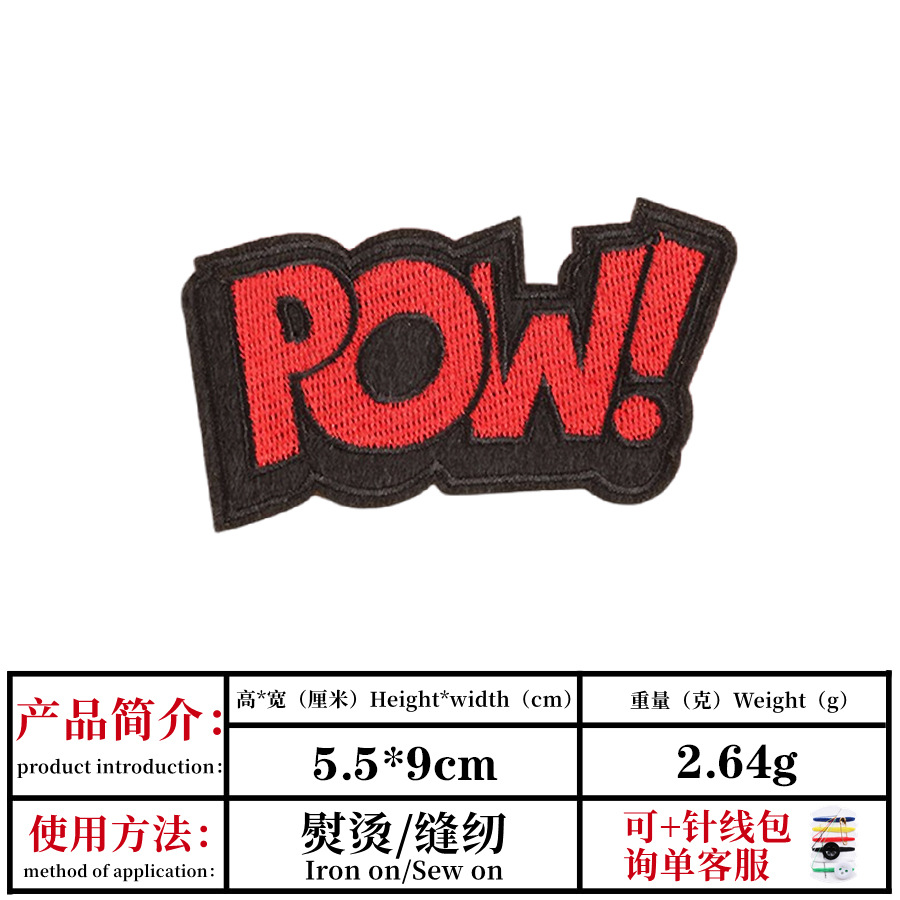 POW!
产品简介：
product introduction：
高*宽（厘米）Height*width（cm）
重量（克）Weight（g）
5.5*9cm
2.64g
使用方法：
method of application：
熨烫/缝纫
Iron on/Sew on
可+针线包
询单客服